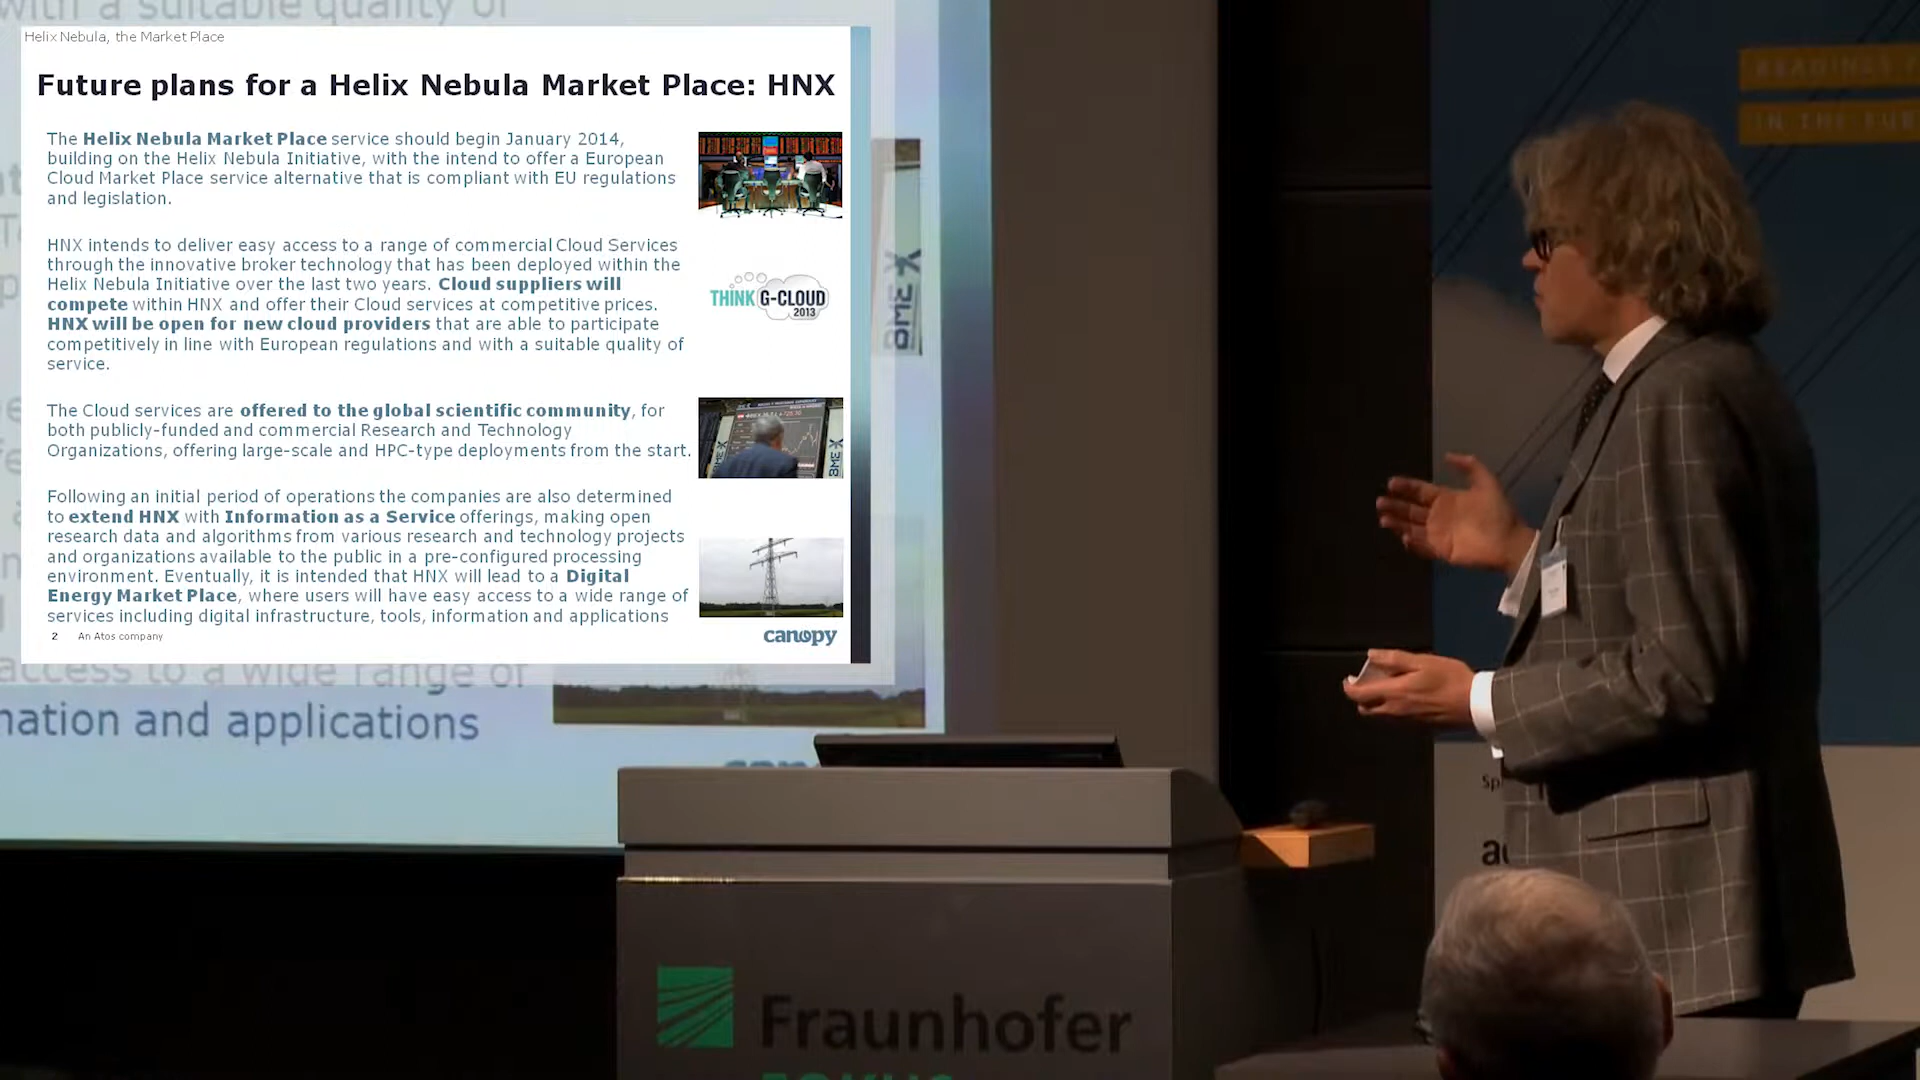 with a suitable quality of
Helix Nebula, the Market Place
Future plans for a Helix Nebula Market Place: HNX
The Helix Nebula Market Place service should begin January 2014,
building on the Helix Nebula Initiative, with the intend to offer a European
Cloud Market Place service alternative that is compliant with EU regulations
and legislation.
HNX intends to deliver easy access to a range of commercial Cloud Services
through the innovative broker technology that has been deployed within the
Helix Nebula Initiative over the last two years. Cloud suppliers will
compete within HNX and offer their Cloud services at competitive prices.
HNX will be open for new cloud providers that are able to participate
competitively in line with European regulations and with a suitable quality of
service.
THINK G-CLOUD
2013
The Cloud services are offered to the global scientific community, for
both publicly-funded and commercial Research and Technology
Organizations, offering large-scale and HPC-type deployments from the start.
BME X
Following an initial period of operations the companies are also determined
to extend HNX with Information as a Service offerings, making open
research data and algorithms from various research and technology projects
and organizations available to the public in a pre-configured processing
environment. Eventually, it is intended that HNX will lead to a Digital
Energy Market Place, where users will have easy access to a wide range of
services including digital infrastructure, tools, information and applications
2 An Atos company
canopy
BME X
access to a wide range of
mation and applications
READINES
IN THE
Fraunhofer
FOKUS